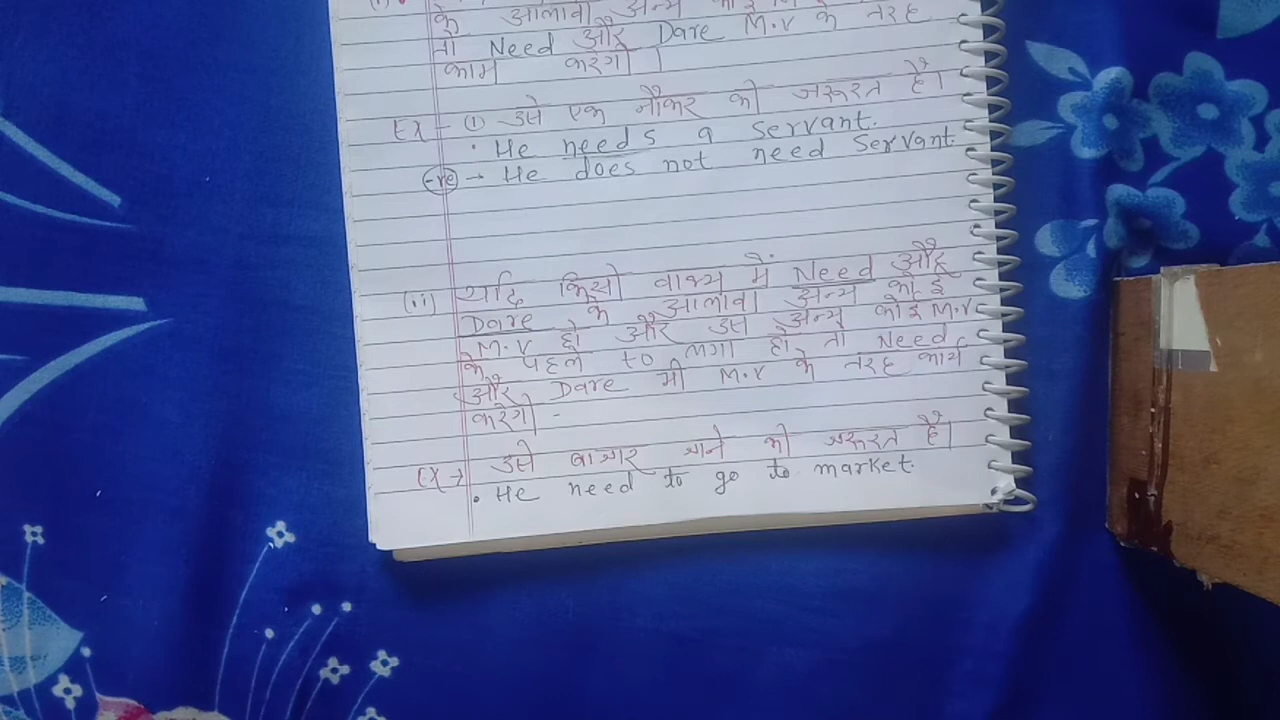 के आलावा अन्य
तो Need और Dare M.V के तरह
काम करेगी।
Ex - ① उसे एक नौकर की जरूरत है।
• He needs a servant.
-ve → He does not need servant.
(ii) यदि किसी वाक्य में Need और
Dare के आलावा अन्य कोई
M.V हो और उस अन्य कोई M.V
के पहले to लगा हो तो Need
और Dare भी M.V के तरह कार्य
करेगी -
Ex → उसे बाजार जाने की जरूरत है।
• He need to go to market.